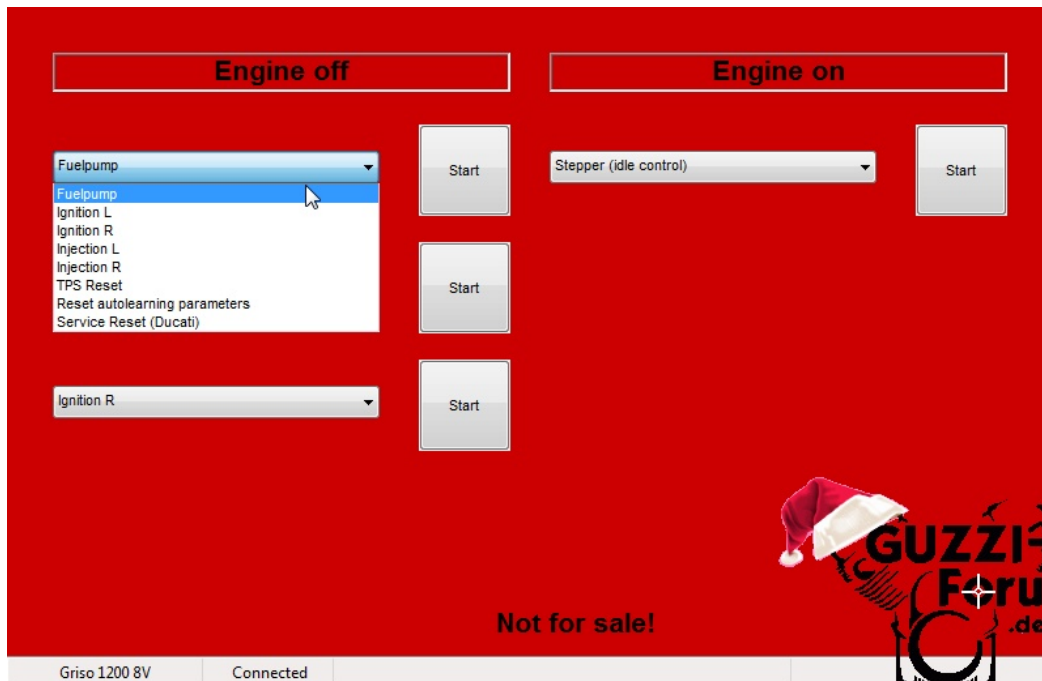 Engine off
Engine on
Fuelpump
Start
Stepper (idle control)
Start
Fuelpump
Ignition L
Ignition R
Injection L
Injection R
TPS Reset
Reset autolearning parameters
Service Reset (Ducati)
Start
Ignition R
Start
GUZZI-
Foru
.de
Not for sale!
Griso 1200 8V
Connected